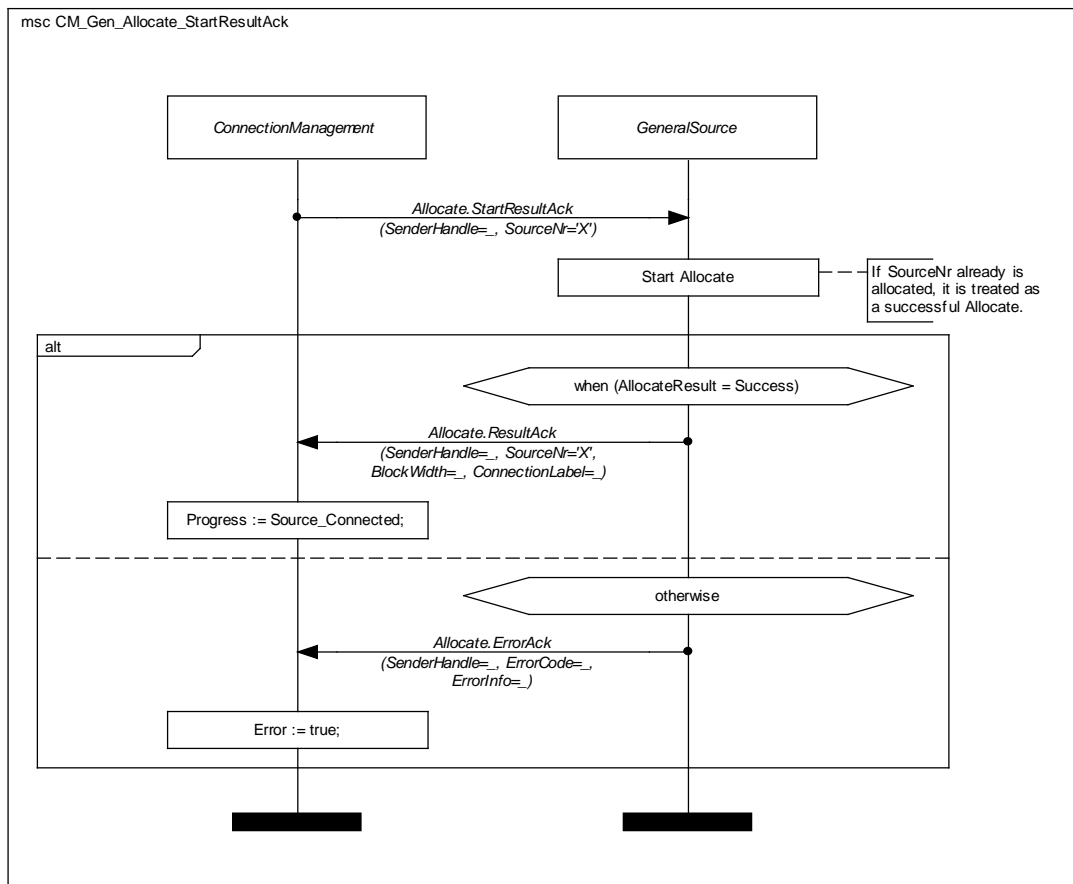 msc CM_Gen_Allocate_StartResultAck
ConnectionManagement
GeneralSource
Allocate.StartResultAck
(SenderHandle=_, SourceNr='X')
Start Allocate
If SourceNr already is
allocated, it is treated as
a successful Allocate.
alt
when (AllocateResult = Success)
Allocate.ResultAck
(SenderHandle=_, SourceNr='X',
BlockWidth=_, ConnectionLabel=_)
Progress := Source_Connected;
otherwise
Allocate.ErrorAck
(SenderHandle=_, ErrorCode=_,
ErrorInfo=_)
Error := true;